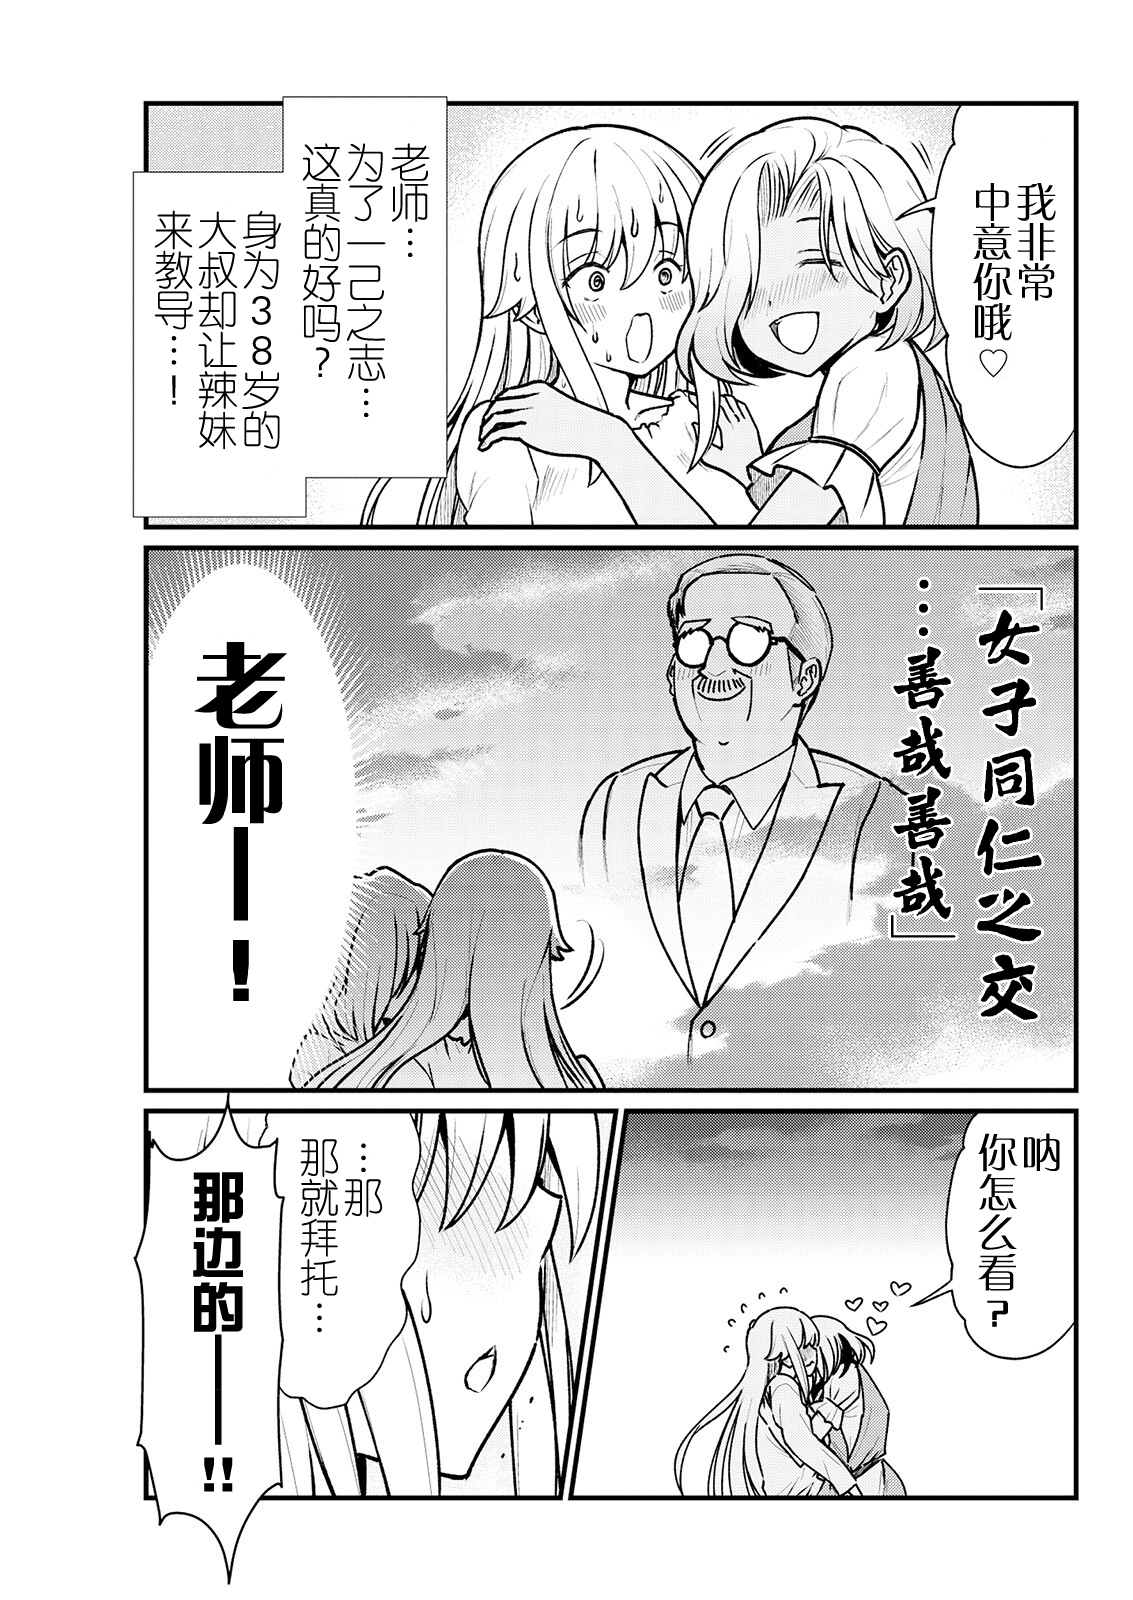 我非常
中意你哦♡
老师…
为了一己之志…
这真的好吗？
身为38岁的
大叔却让辣妹
来教导…！
「女子同仁之交
…善哉善哉」
老师——！
呐
你怎么看？
…那
那就拜托…
那边的——!!